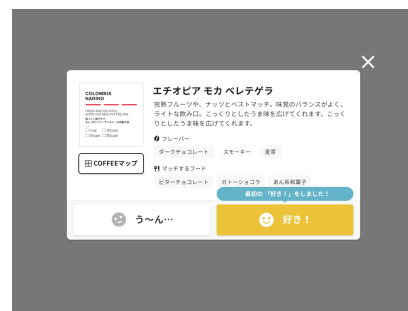 COLOMBIA
NARINO
エチオピア モカ ベレテゲラ
完熟フルーツや、ナッツとベストマッチ。味覚のバランスがよく、
ライトな飲み口。こっくりとしたうま味を広げてくれます。こっく
りとしたうま味を広げてくれます。
フレーバー
ダークチョコレート スモーキー 麦茶
COFFEEマップ
マッチするフード
ビターチョコレート ガトーショコラ あん系和菓子
最初の「好き！」をしました！
う〜ん…
好き！